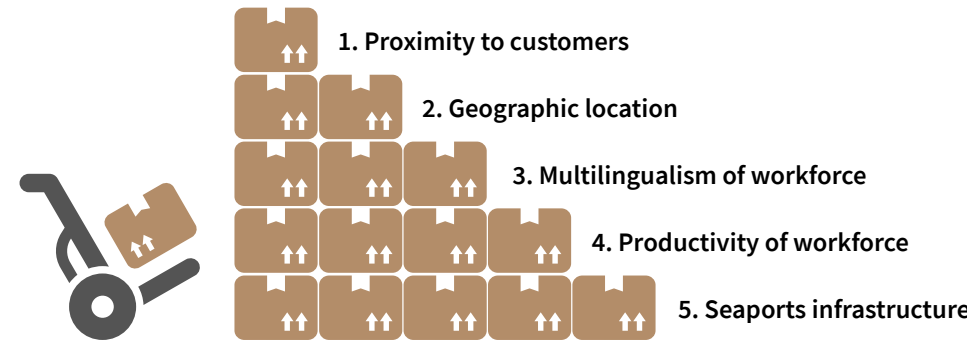 1. Proximity to customers
2. Geographic location
3. Multilingualism of workforce
4. Productivity of workforce
5. Seaports infrastructure